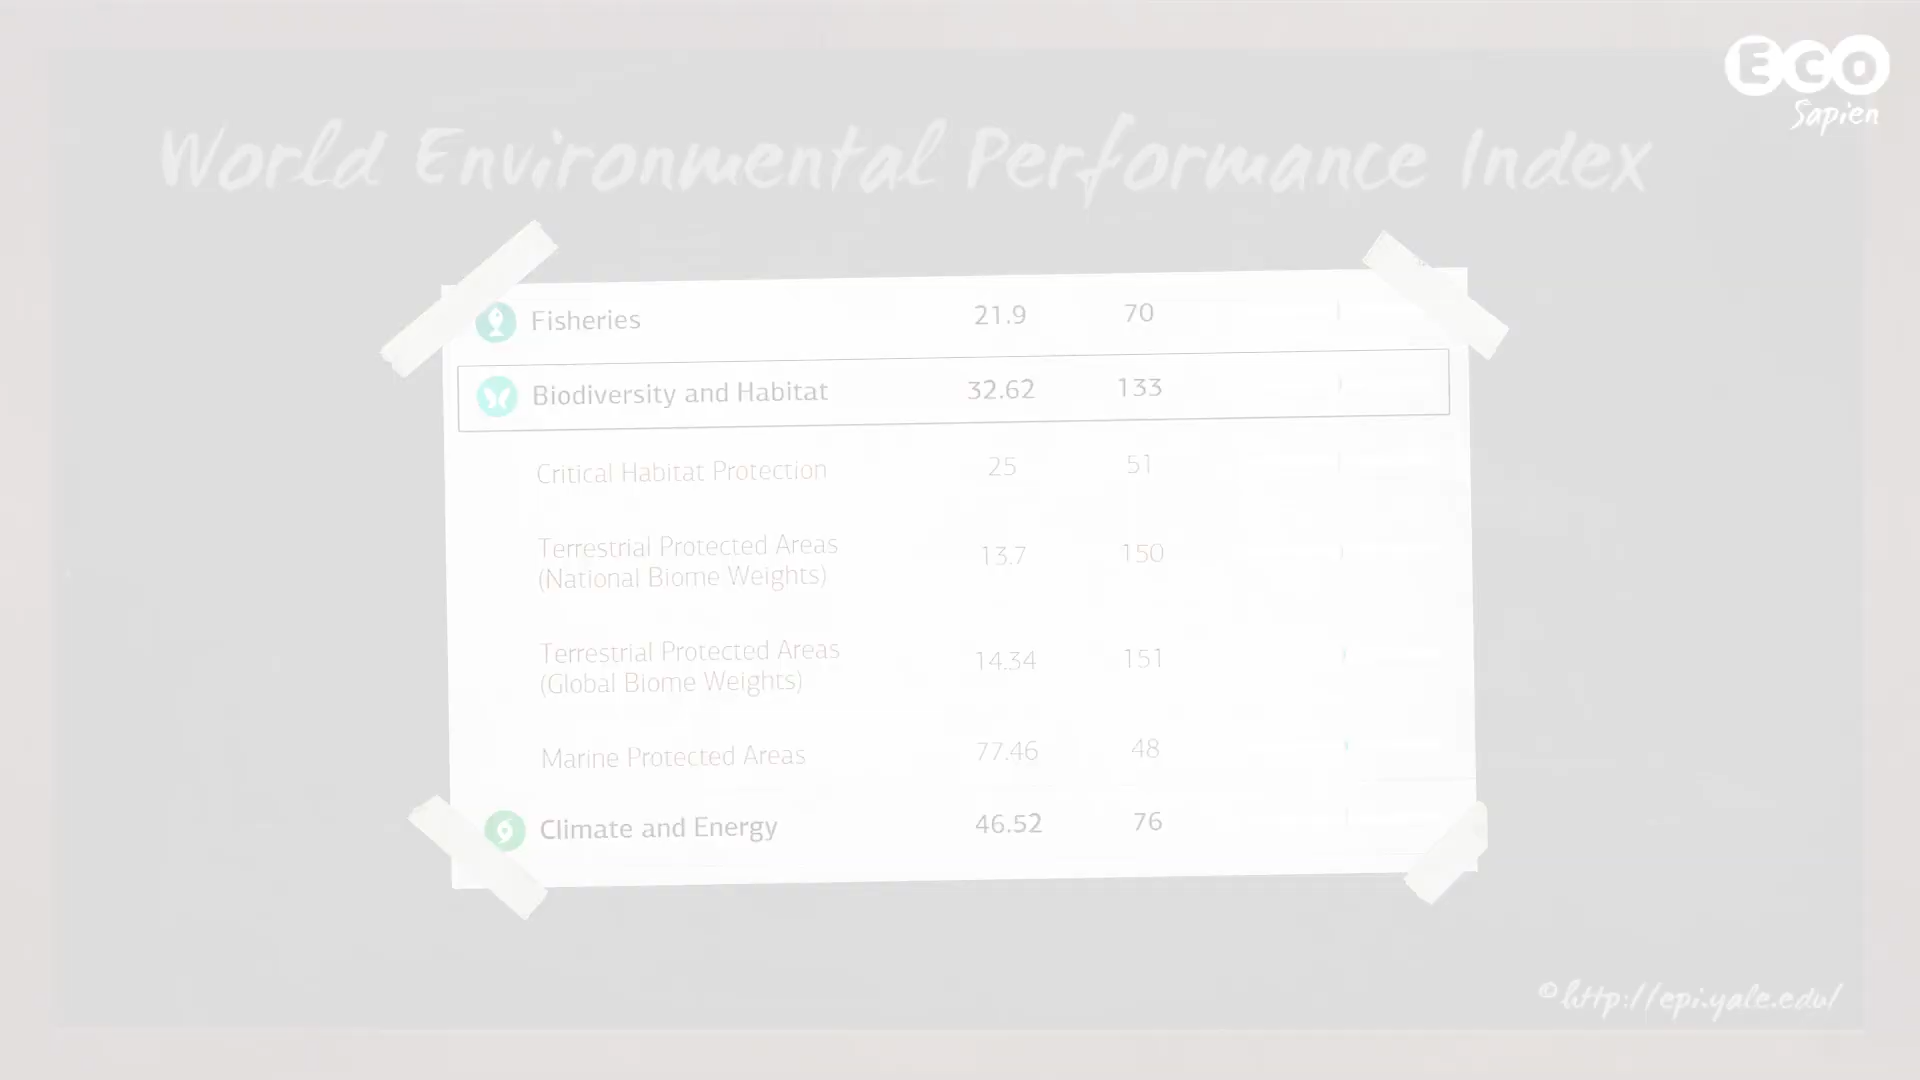 ECO
Sapien
World Environmental Performance Index
Fisheries 21.9 70
Biodiversity and Habitat 32.62 133
Critical Habitat Protection 25 51
Terrestrial Protected Areas
(National Biome Weights) 13.7 150
Terrestrial Protected Areas
(Global Biome Weights) 14.34 151
Marine Protected Areas 77.46 48
Climate and Energy 46.52 76
©http://epi.yale.edu/